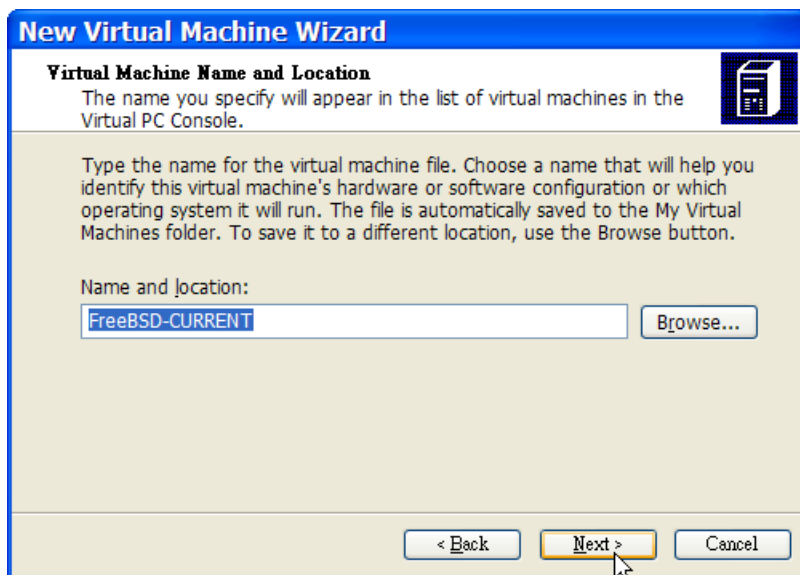 New Virtual Machine Wizard
Virtual Machine Name and Location
The name you specify will appear in the list of virtual machines in the
Virtual PC Console.
Type the name for the virtual machine file. Choose a name that will help you
identify this virtual machine's hardware or software configuration or which
operating system it will run. The file is automatically saved to the My Virtual
Machines folder. To save it to a different location, use the Browse button.
Name and location:
FreeBSD-CURRENT
Browse...
< Back
Next >
Cancel